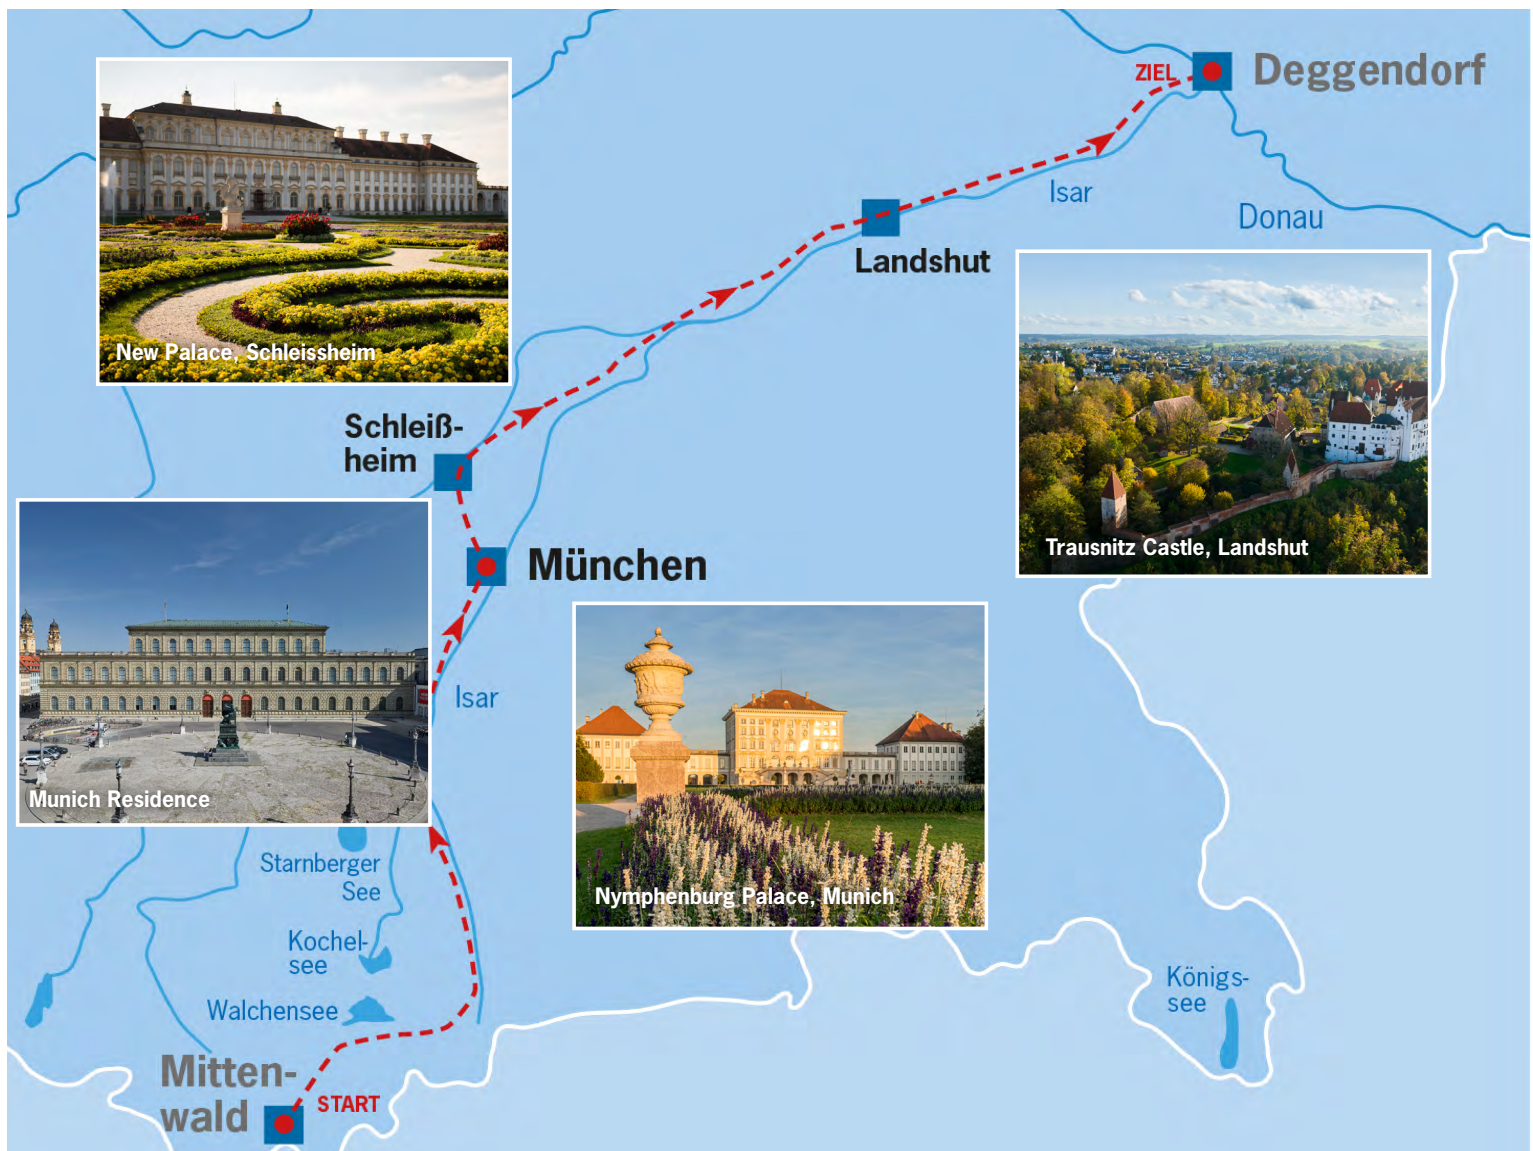 ZIEL
Deggendorf
Isar
Donau
Landshut
New Palace, Schleissheim
Schleiß-
heim
Trausnitz Castle, Landshut
München
Isar
Munich Residence
Nymphenburg Palace, Munich
Starnberger
See
Kochel-
see
Walchensee
Königs-
see
Mitten-
wald
START